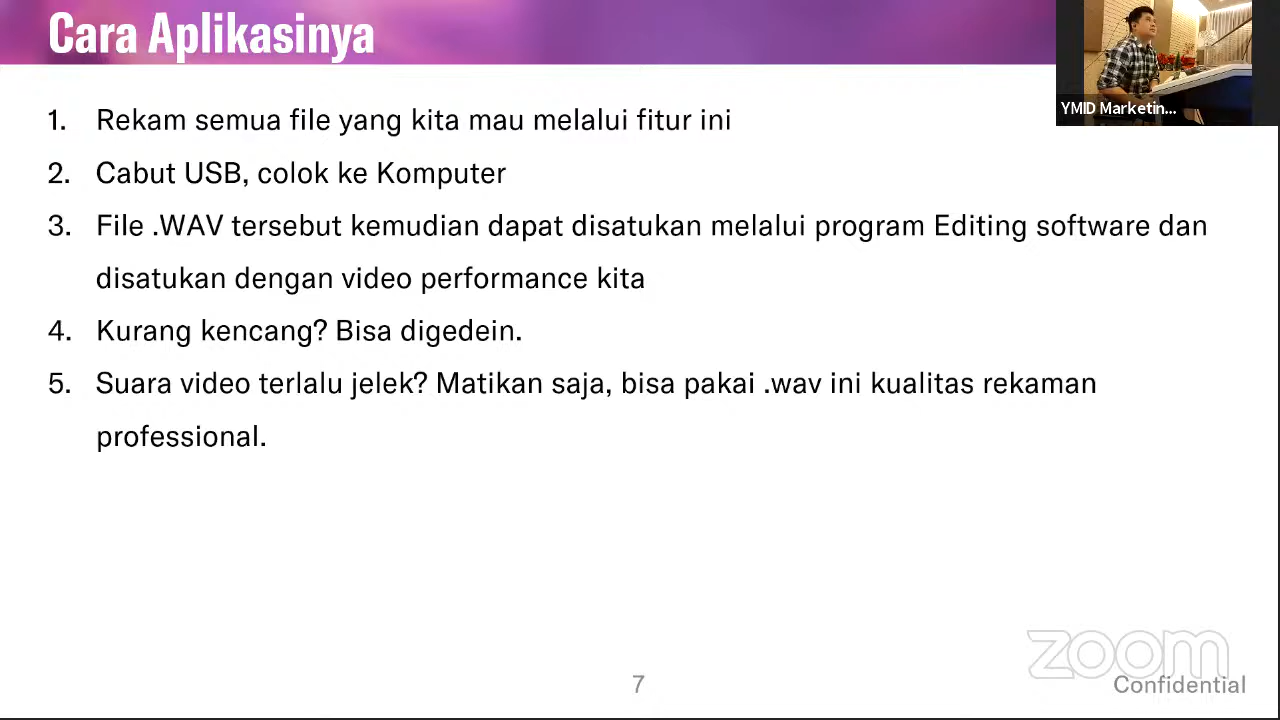 Cara Aplikasinya
YMID Marketin...
1. Rekam semua file yang kita mau melalui fitur ini
2. Cabut USB, colok ke Komputer
3. File .WAV tersebut kemudian dapat disatukan melalui program Editing software dan
disatukan dengan video performance kita
4. Kurang kencang? Bisa digedein.
5. Suara video terlalu jelek? Matikan saja, bisa pakai .wav ini kualitas rekaman
professional.
zoom
7
Confidential